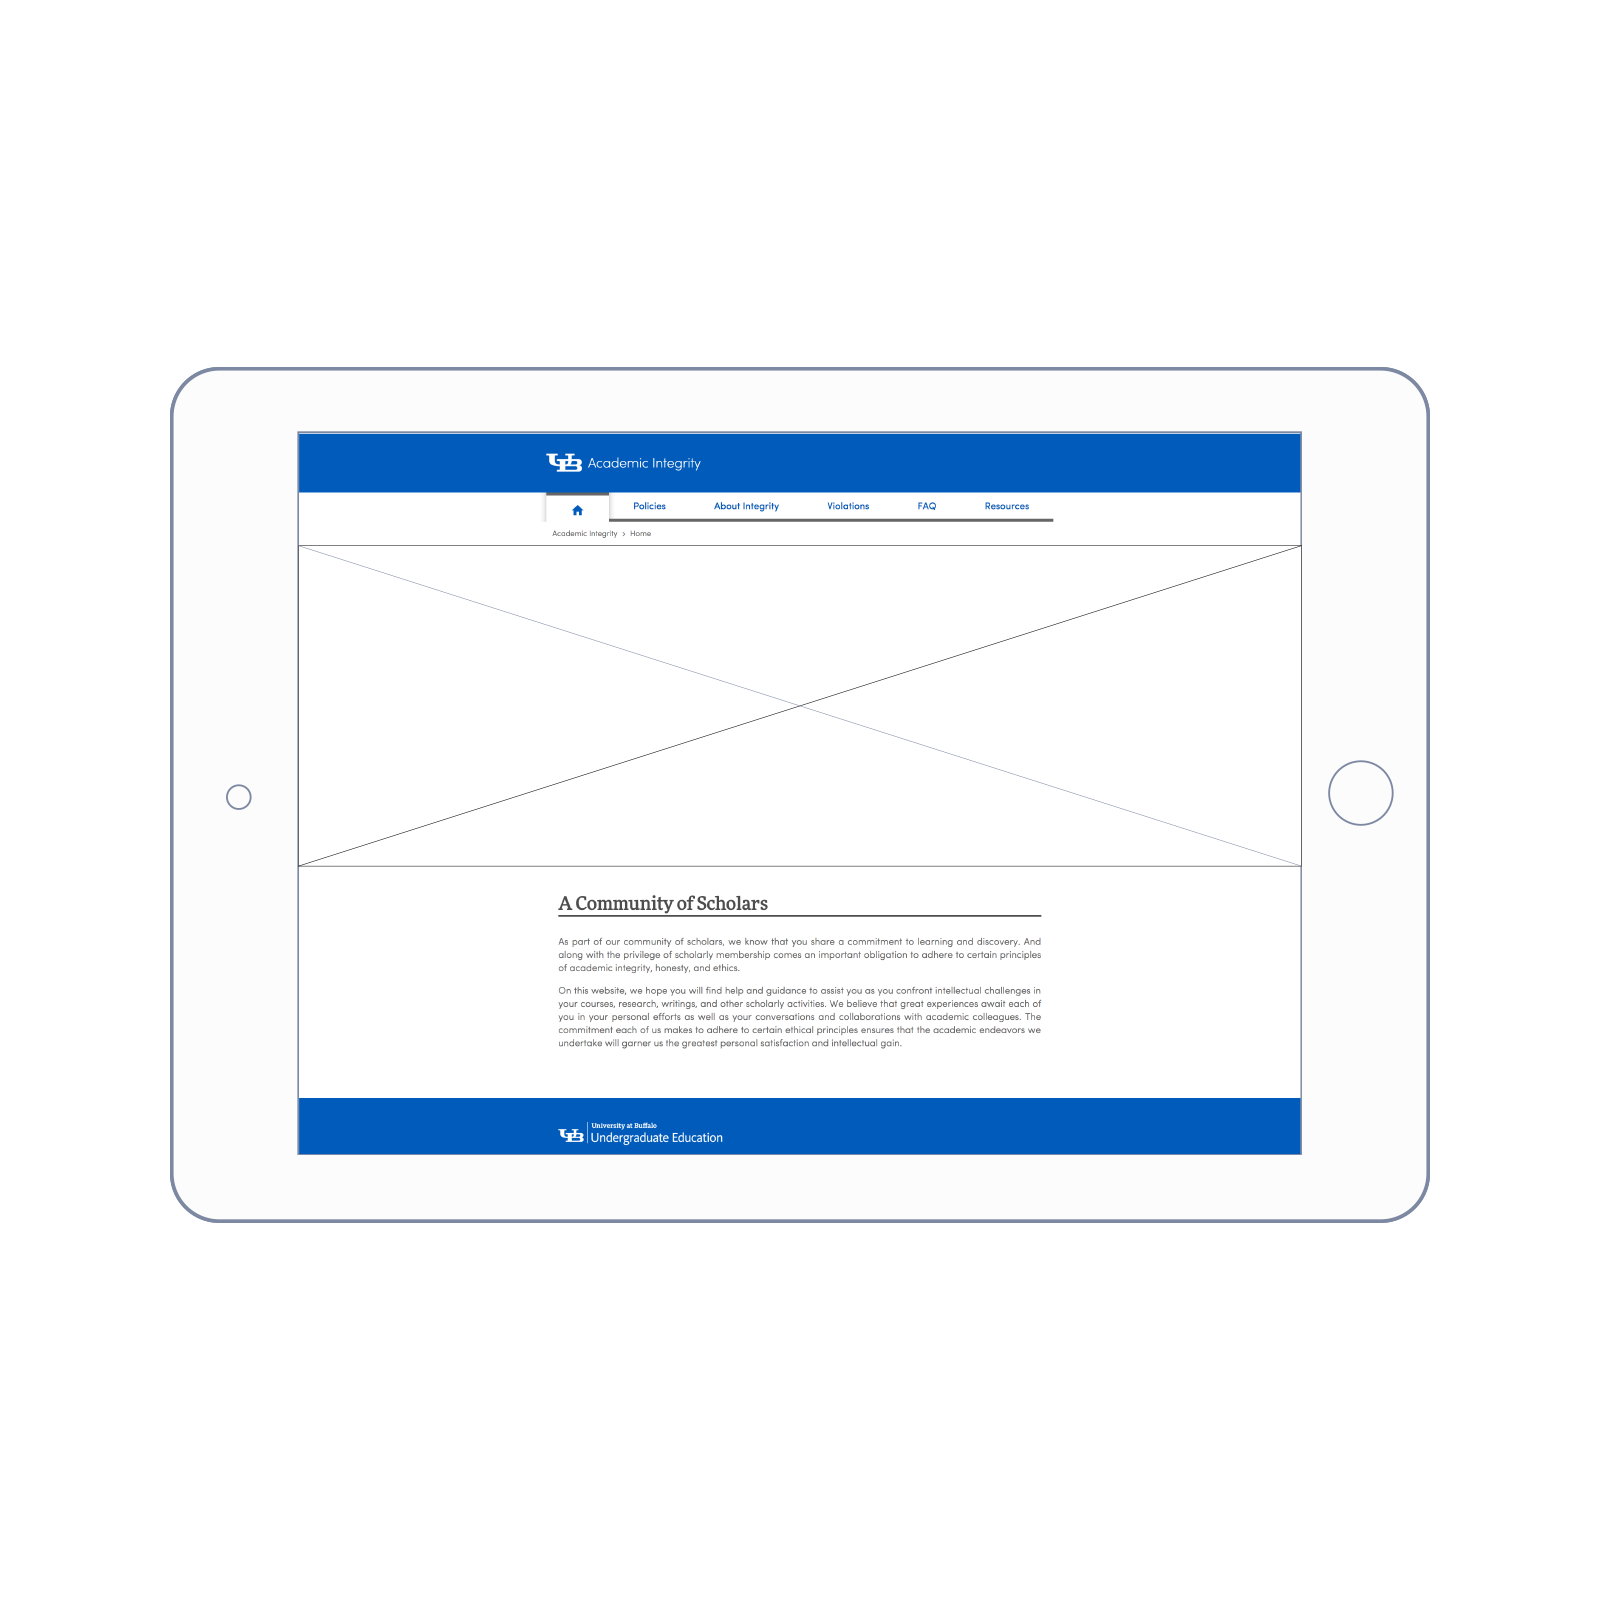 UB Academic Integrity
Policies About Integrity Violations FAQ Resources
Academic Integrity > Home
A Community of Scholars
As part of our community of scholars, we know that you share a commitment to learning and discovery. And
along with the privilege of scholarly membership comes an important obligation to adhere to certain principles
of academic integrity, honesty, and ethics.
On this website, we hope you will find help and guidance to assist you as you confront intellectual challenges in
your courses, research, writings, and other scholarly activities. We believe that great experiences await each of
you in your personal efforts as well as your conversations and collaborations with academic colleagues. The
commitment each of us makes to adhere to certain ethical principles ensures that the academic endeavors we
undertake will garner us the greatest personal satisfaction and intellectual gain.
UB University at Buffalo
Undergraduate Education